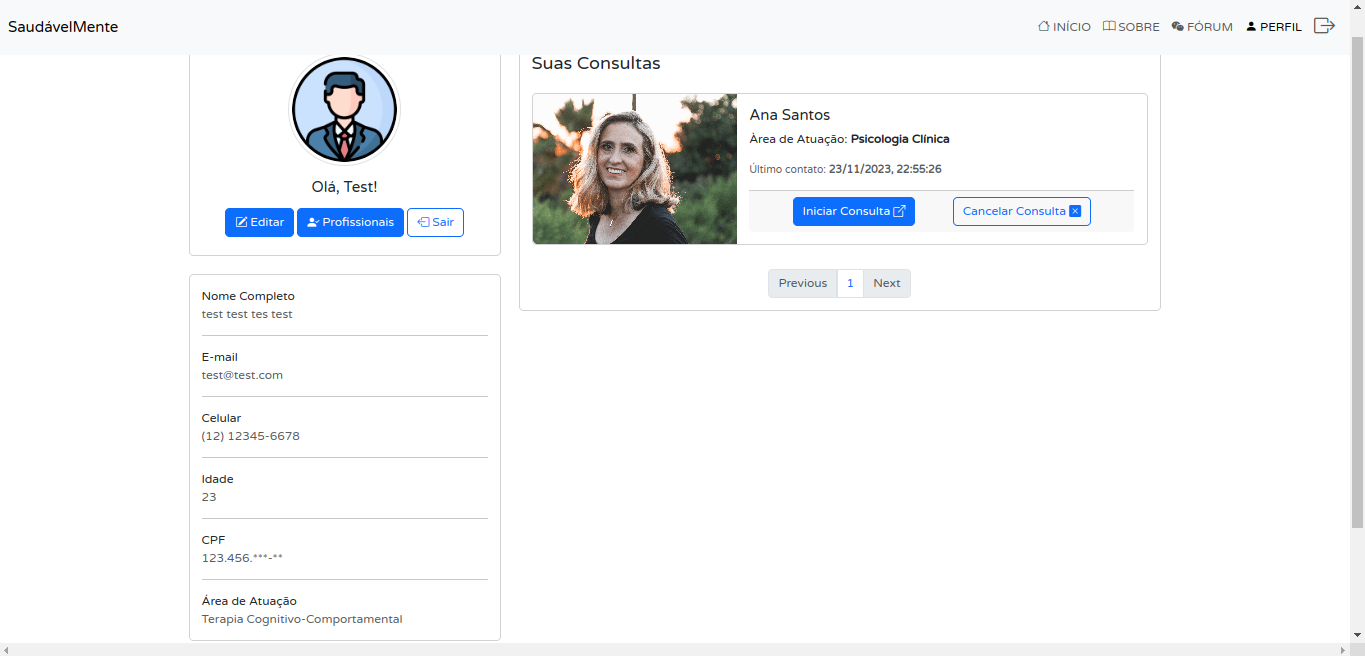 SaudávelMente
INÍCIO SOBRE FÓRUM PERFIL
Olá, Test!
Editar Profissionais Sair
Nome Completo
test test tes test
E-mail
test@test.com
Celular
(12) 12345-6678
Idade
23
CPF
123.456.***-**
Área de Atuação
Terapia Cognitivo-Comportamental
Suas Consultas
Ana Santos
Àrea de Atuação: Psicologia Clínica
Último contato: 23/11/2023, 22:55:26
Iniciar Consulta Cancelar Consulta
Previous 1 Next